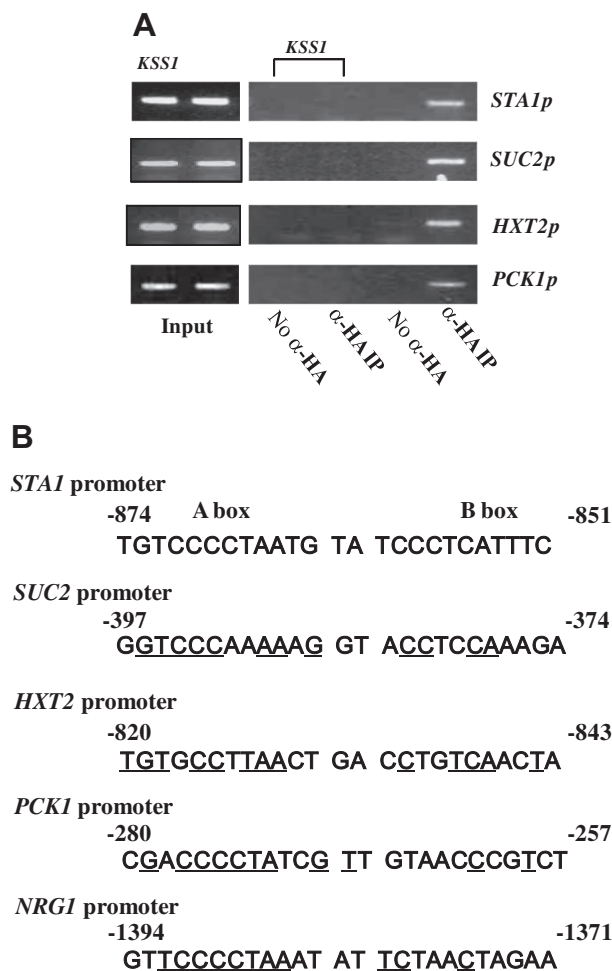 A
KSS1
KSS1
STA1p
SUC2p
HXT2p
PCK1p
Input
No α-HA
α-HA IP
No α-HA
α-HA IP
B
STA1 promoter
-874 A box B box -851
TGTCCCCTAATG TA TCCCTCATTTC
SUC2 promoter
-397 -374
GGTCCCAAAAAG GT ACCTCCAAAGA
HXT2 promoter
-820 -843
TGTGCCTTAACT GA CCTGTCAACTA
PCK1 promoter
-280 -257
CGACCCCTATCG TT GTAACCCGTCT
NRG1 promoter
-1394 -1371
GTTCCCCTAAAT AT TCTAACTAGAA